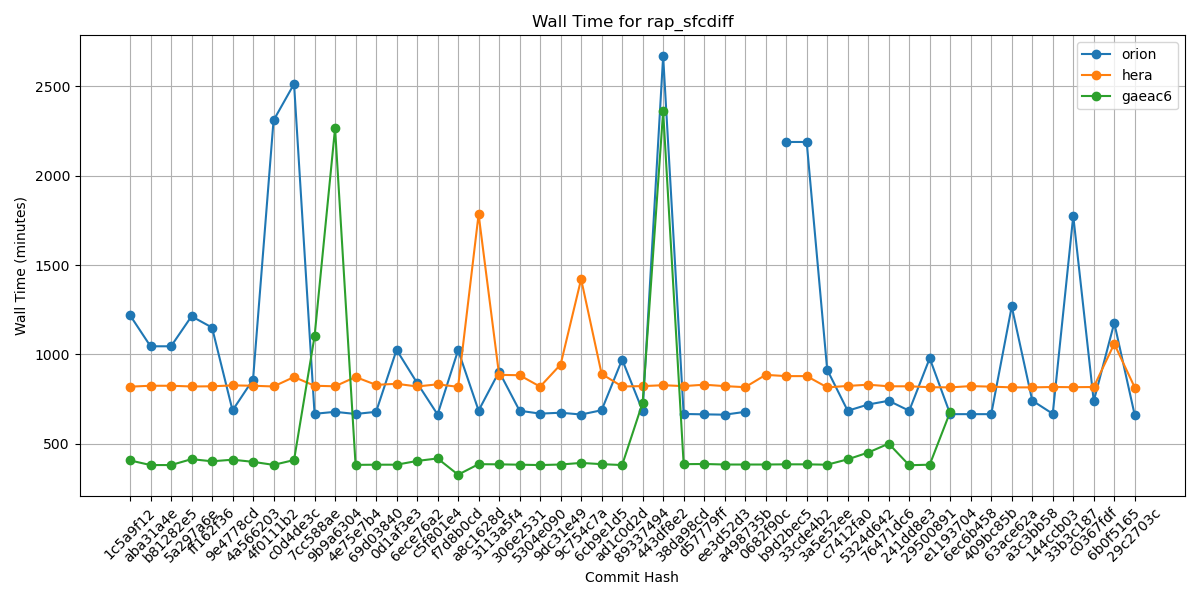 Wall Time for rap_sfcdiff
orion
hera
gaeac6
Wall Time (minutes)
2500
2000
1500
1000
500
1c5a9f12
aba31a4e
b81282e5
5a297a6e
ff162f36
9e4778cd
4a566203
4f0111b2
c0d4de3c
7cc588ae
9b9a6304
4e75e7b4
69d03840
0d1af3e3
6ece76a2
c5f801e4
f7d8b0cd
a8c1628d
3113a5f4
306e2531
5304e090
9dc31e49
9c754c7a
6cb9e1d5
ad1c0d2d
89337494
443df8e2
38da98cd
d57779ff
ee3d52d3
a498735b
0682f90c
b9d2bec5
33cde4b2
3a5e52ee
c7412fa0
5324d642
76471dc6
241dd8e3
29500891
e1193704
6ec6b458
409bc85b
63ace62a
a3c3bb58
144ccb03
33b3c187
c0367fdf
6b0f5165
29c2703c
Commit Hash